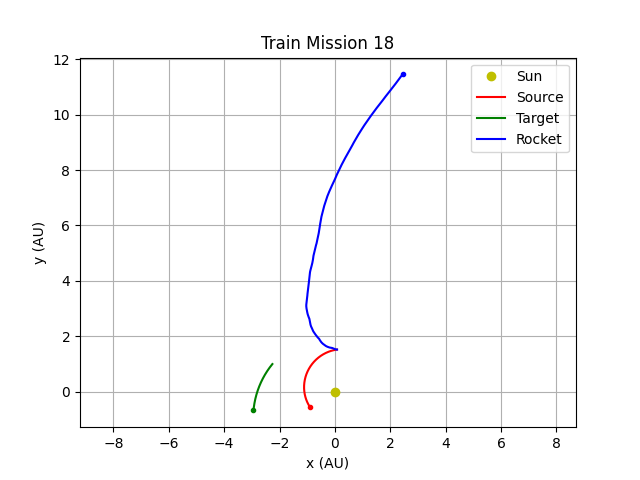 Train Mission 18
Sun
Source
Target
Rocket
12
10
8
6
4
2
0
y (AU)
−8 −6 −4 −2 0 2 4 6 8
x (AU)